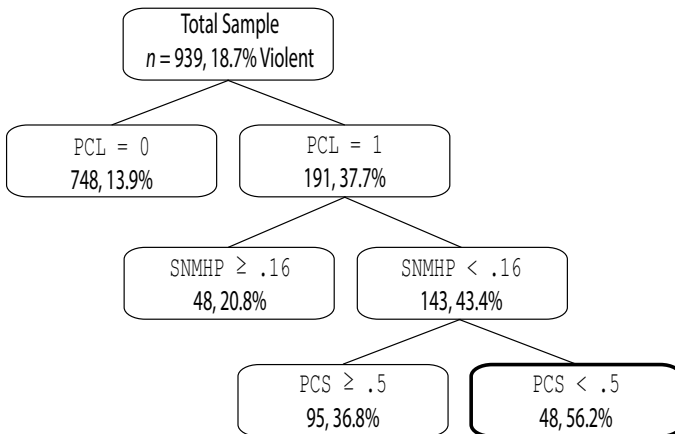 Total Sample
n = 939, 18.7% Violent
PCL = 0
748, 13.9%
PCL = 1
191, 37.7%
SNMHP ≥ .16
48, 20.8%
SNMHP < .16
143, 43.4%
PCS ≥ .5
95, 36.8%
PCS < .5
48, 56.2%